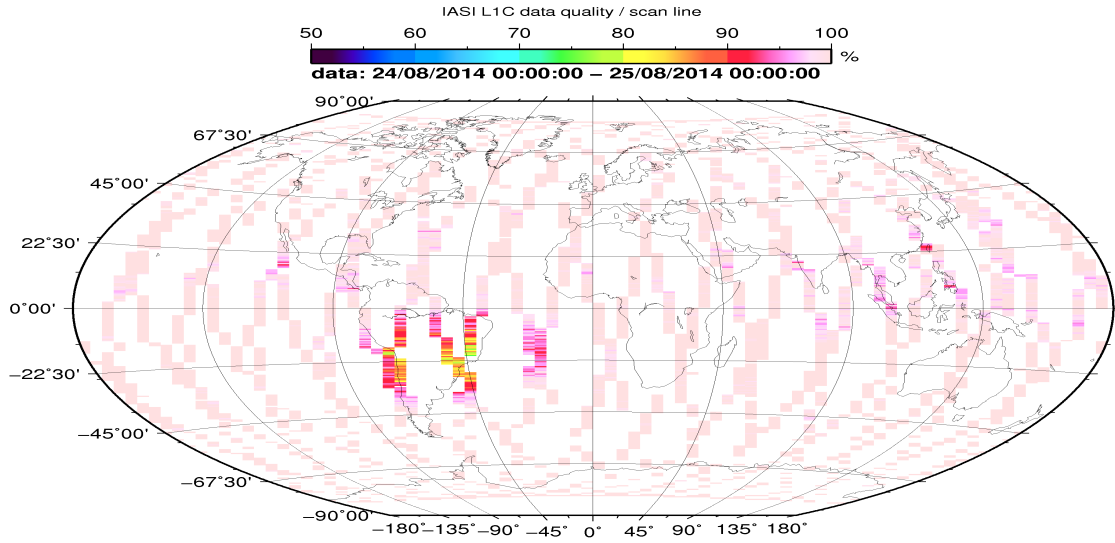 IASI L1C data quality / scan line
50 60 70 80 90 100
%
data: 24/08/2014 00:00:00 – 25/08/2014 00:00:00
90°00'
67°30'
45°00'
22°30'
0°00'
−22°30'
−45°00'
−67°30'
−90°00'
−180° −135° −90° −45° 0° 45° 90° 135° 180°